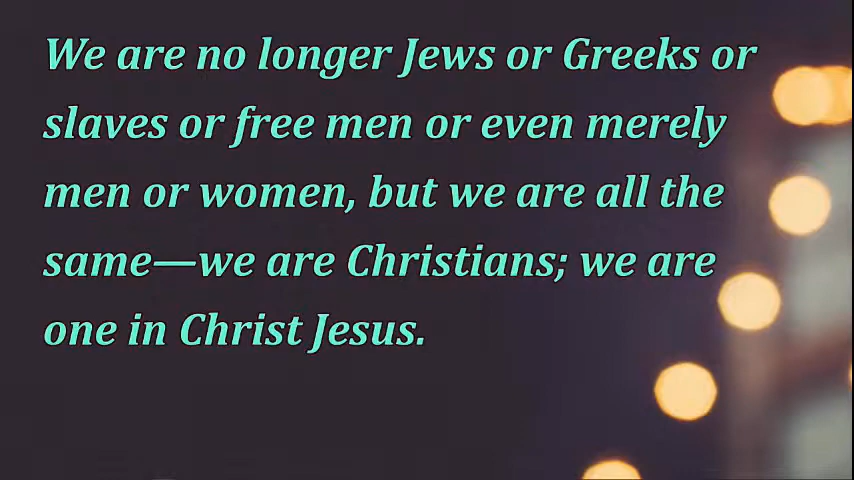 We are no longer Jews or Greeks or
slaves or free men or even merely
men or women, but we are all the
same—we are Christians; we are
one in Christ Jesus.